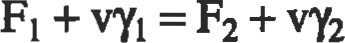 F₁ + vγ₁ = F₂ + vγ₂